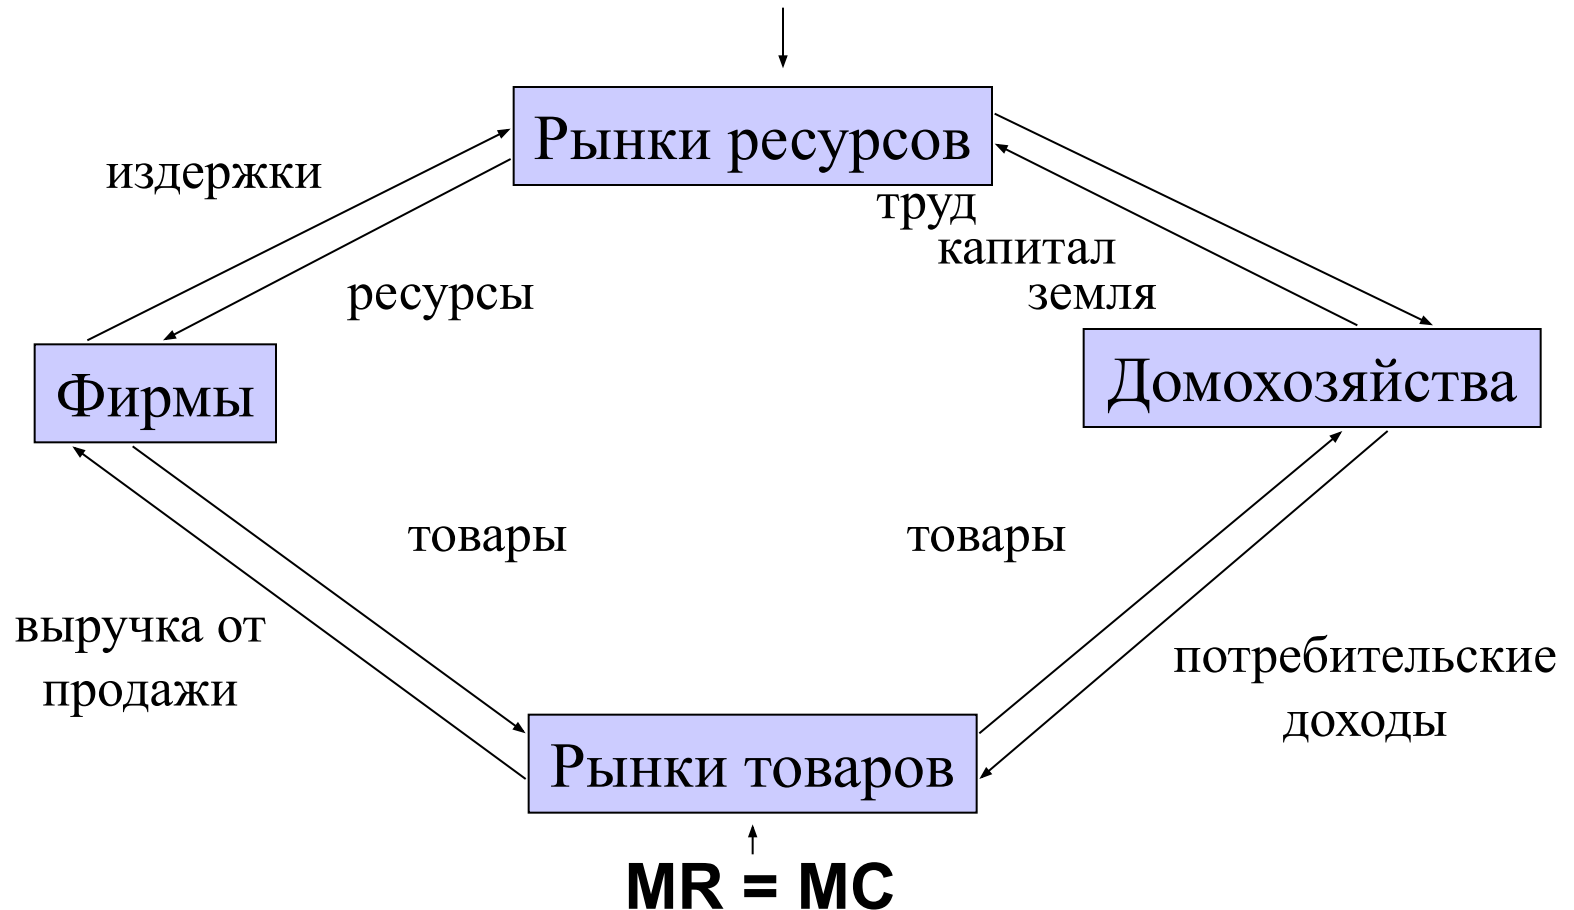 Рынки ресурсов
издержки
труд
капитал
земля
ресурсы
Фирмы
Домохозяйства
товары
товары
выручка от
продажи
потребительские
доходы
Рынки товаров
MR = MC